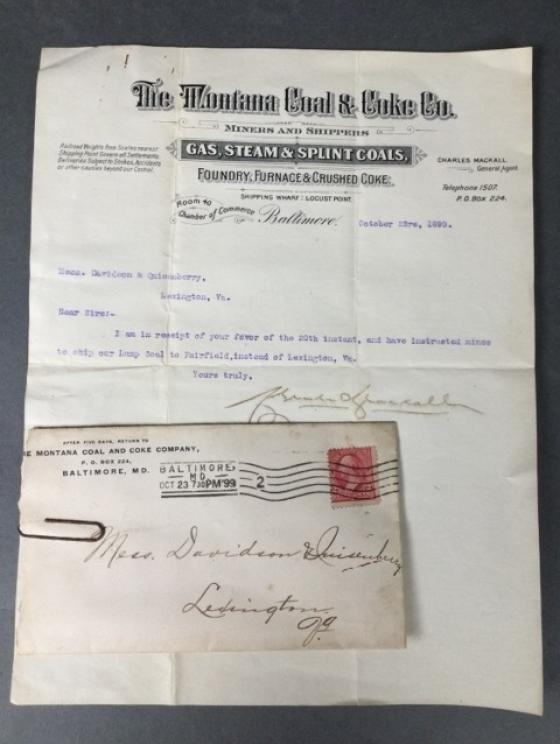 The Montana Coal & Coke Co.
MINERS AND SHIPPERS
GAS, STEAM & SPLINT COALS,
FOUNDRY, FURNACE & CRUSHED COKE.
SHIPPING WHARF: LOCUST POINT
Railroad Weights from Scales nearest
Shipping Point Govern all Settlements.
Deliveries Subject to Strikes, Accidents
or other causes beyond our Control.
CHARLES MACKALL.
General Agent.
Telephone 1507.
P.O. BOX 224.
Room 40
Chamber of Commerce
Baltimore,
October 23rs, 1899.
Mess. Davidson & Quisenberry.
Lexington, Va.
Dear Sirs:-
I am in receipt of your favor of the 20th instant, and have instructed mines
to ship our Lump Coal to Fairfield, instead of Lexington, Va.
Yours truly.
Charles Mackall
AFTER FIVE DAYS, RETURN TO
HE MONTANA COAL AND COKE COMPANY,
P. O. BOX 224,
BALTIMORE, MD.
BALTIMORE,
MD.
OCT 23 730PM '99
2
Mess. Davidson & Quisenberry
Lexington
Va